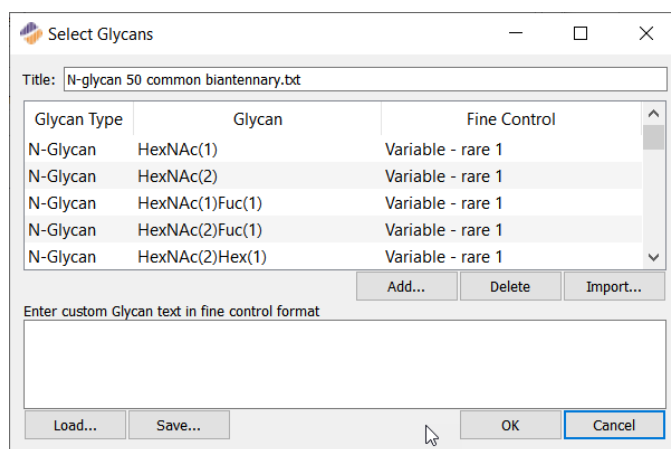 Select Glycans
Title: N-glycan 50 common biantennary.txt
Glycan Type Glycan Fine Control
N-Glycan HexNAc(1) Variable - rare 1
N-Glycan HexNAc(2) Variable - rare 1
N-Glycan HexNAc(1)Fuc(1) Variable - rare 1
N-Glycan HexNAc(2)Fuc(1) Variable - rare 1
N-Glycan HexNAc(2)Hex(1) Variable - rare 1
Add... Delete Import...
Enter custom Glycan text in fine control format
Load... Save... OK Cancel